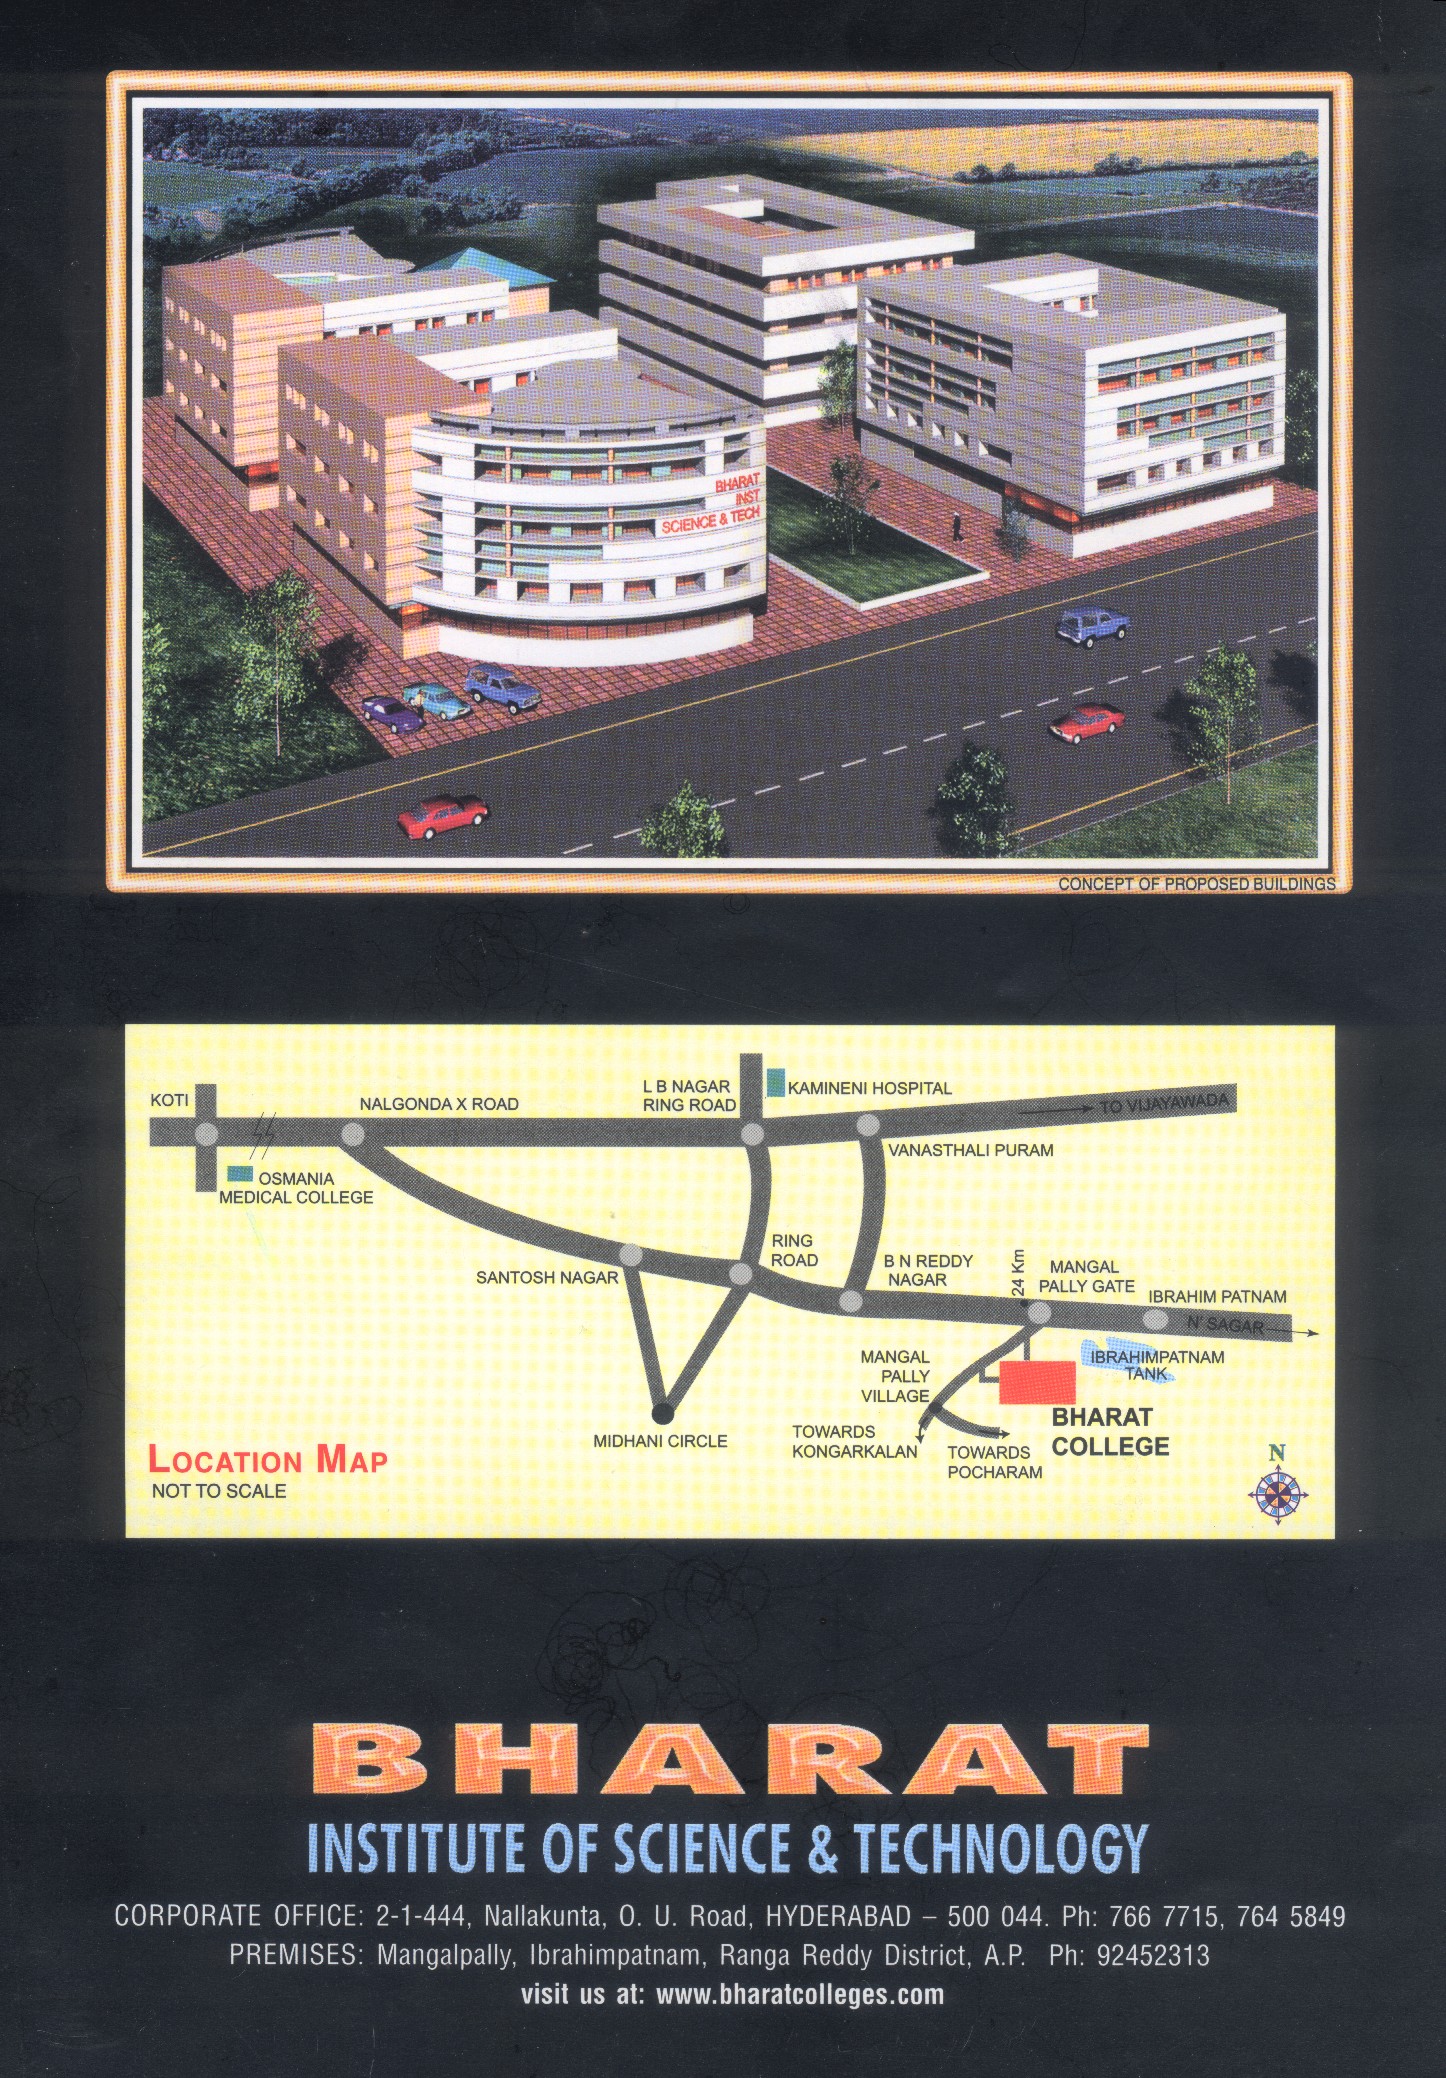 BHARAT
INST
SCIENCE & TECH
CONCEPT OF PROPOSED BUILDINGS
KOTI
NALGONDA X ROAD
L B NAGAR
RING ROAD
KAMINENI HOSPITAL
TO VIJAYAWADA
VANASTHALI PURAM
OSMANIA
MEDICAL COLLEGE
SANTOSH NAGAR
RING
ROAD
B N REDDY
NAGAR
24 Km
MANGAL
PALLY GATE
IBRAHIM PATNAM
N' SAGAR
IBRAHIMPATNAM
TANK
MANGAL
PALLY
VILLAGE
MIDHANI CIRCLE
TOWARDS
KONGARKALAN
TOWARDS
POCHARAM
BHARAT
COLLEGE
LOCATION MAP
NOT TO SCALE
N
BHARAT
INSTITUTE OF SCIENCE & TECHNOLOGY
CORPORATE OFFICE: 2-1-444, Nallakunta, O. U. Road, HYDERABAD – 500 044. Ph: 766 7715, 764 5849
PREMISES: Mangalpally, Ibrahimpatnam, Ranga Reddy District, A.P. Ph: 92452313
visit us at: www.bharatcolleges.com